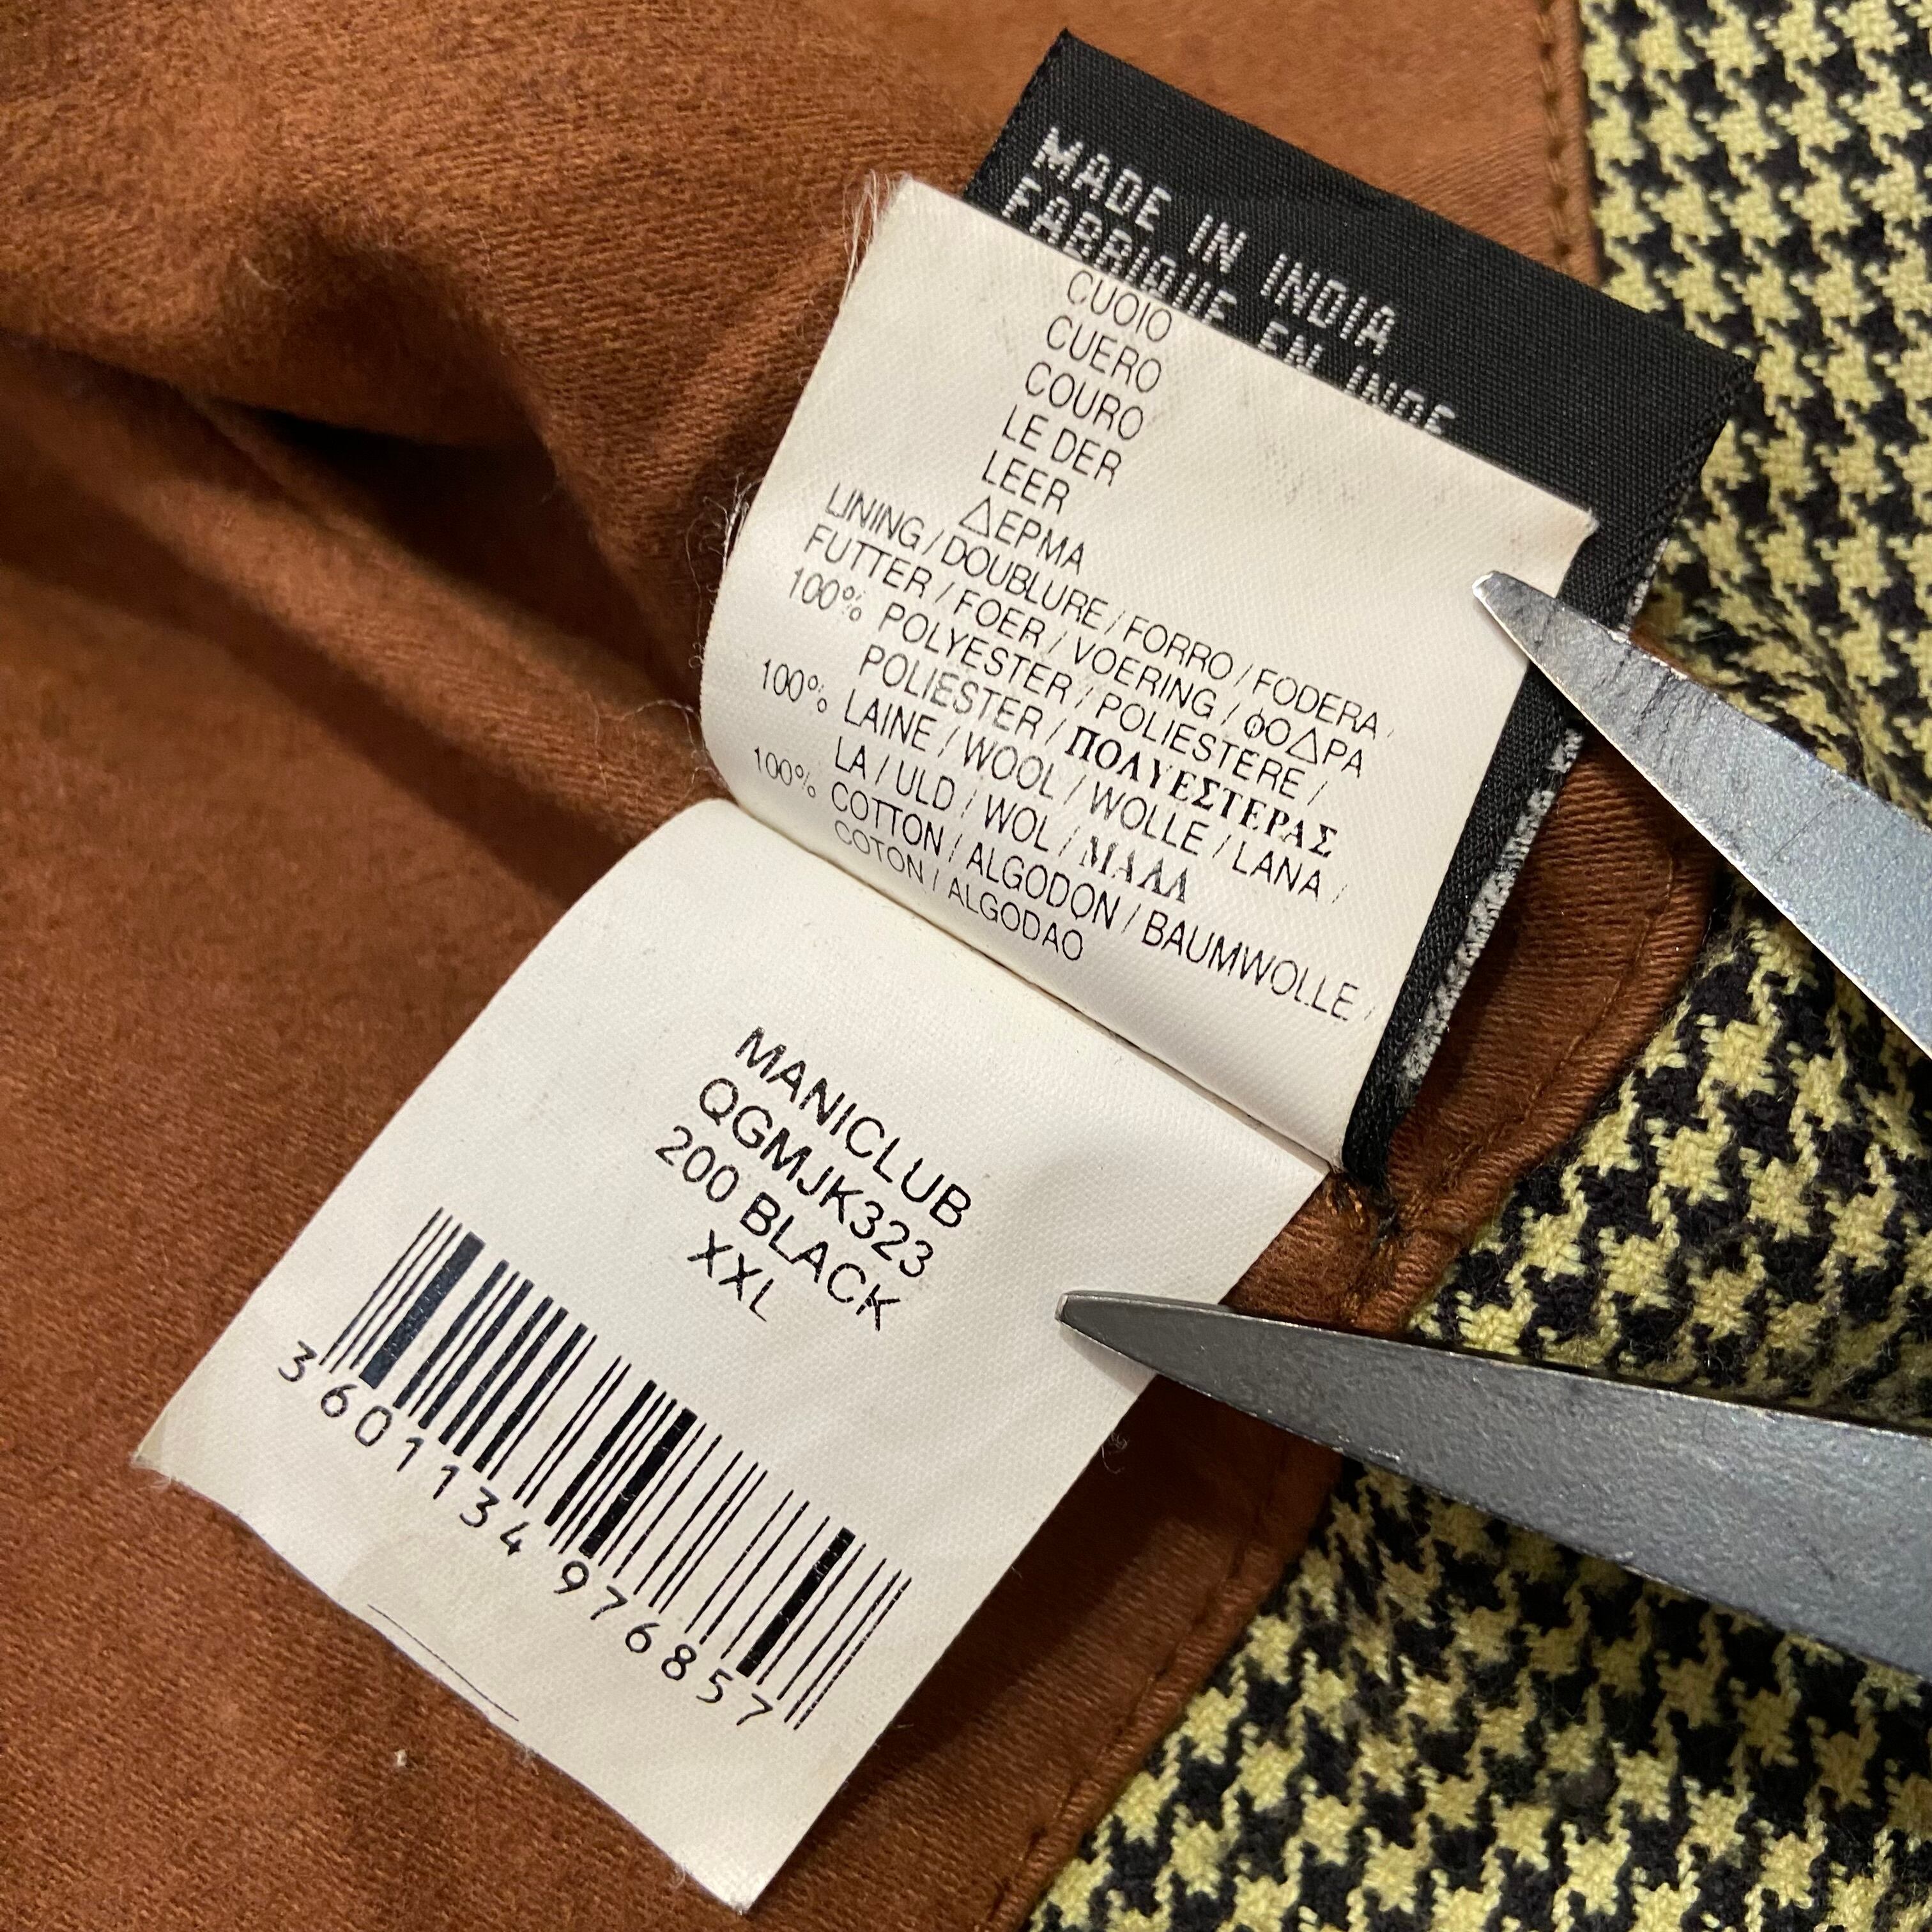 MADE IN INDIA
FABRIQUE EN INDE
CUOIO
CUERO
COURO
LE DER
LEER
ΔΕΡΜΑ
LINING / DOUBLURE / FORRO / FODERA /
FUTTER / FOER / VOERING / ΦΟΔΡΑ
100% POLYESTER / POLIESTERE /
POLIESTER / ΠΟΛΥΕΣΤΕΡΑΣ
100% LAINE / WOOL / WOLLE / LANA /
LA / ULD / WOL / ΜΑΛΛ
100% COTTON / ALGODON / BAUMWOLLE /
COTON / ALGODAO
MANICLUB
QGMJK323
200 BLACK
XXL
3601134976857